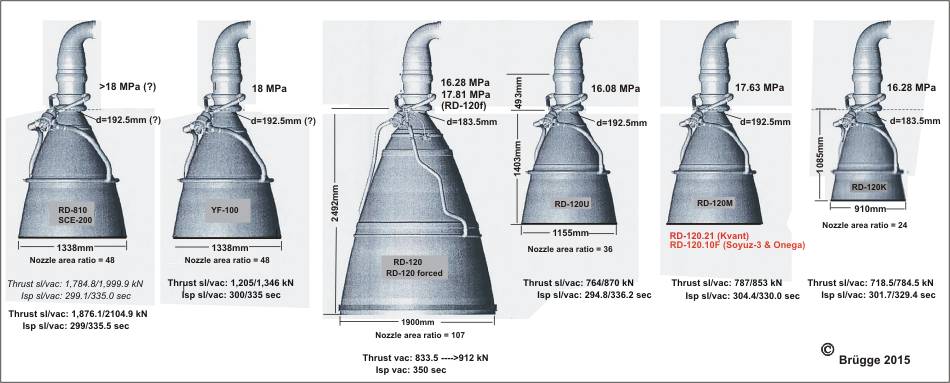 >18 MPa (?)
d=192.5mm (?)
RD-810
SCE-200
1338mm
Nozzle area ratio = 48
Thrust sl/vac: 1,784.8/1,999.9 kN
Isp sl/vac: 299.1/335.0 sec
Thrust sl/vac: 1,876.1/2104.9 kN
Isp sl/vac: 299/335.5 sec
18 MPa
d=192.5mm (?)
YF-100
1338mm
Nozzle area ratio = 48
Thrust sl/vac: 1,205/1,346 kN
Isp sl/vac: 300/335 sec
16.28 MPa
17.81 MPa
(RD-120f)
d=183.5mm
2492mm
RD-120
RD-120 forced
1900mm
Nozzle area ratio = 107
Thrust vac: 833.5 ---->912 kN
Isp vac: 350 sec
493mm
16.08 MPa
d=192.5mm
1403mm
RD-120U
1155mm
Nozzle area ratio = 36
Thrust sl/vac: 764/870 kN
Isp sl/vac: 294.8/336.2 sec
17.63 MPa
d=192.5mm
RD-120M
RD-120.21 (Kvant)
RD-120.10F (Soyuz-3 & Onega)
Thrust sl/vac: 787/853 kN
Isp sl/vac: 304.4/330.0 sec
16.28 MPa
d=183.5mm
1085mm
RD-120K
910mm
Nozzle area ratio = 24
Thrust sl/vac: 718.5/784.5 kN
Isp sl/vac: 301.7/329.4 sec
© Brügge 2015